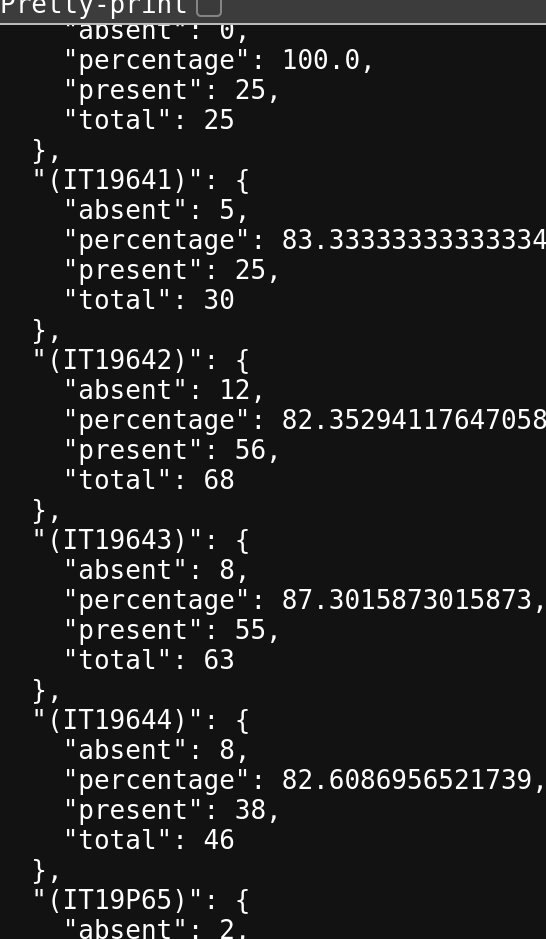 Pretty-print
"absent": 0,
"percentage": 100.0,
"present": 25,
"total": 25
},
"(IT19641)": {
"absent": 5,
"percentage": 83.33333333333334
"present": 25,
"total": 30
},
"(IT19642)": {
"absent": 12,
"percentage": 82.35294117647058
"present": 56,
"total": 68
},
"(IT19643)": {
"absent": 8,
"percentage": 87.3015873015873,
"present": 55,
"total": 63
},
"(IT19644)": {
"absent": 8,
"percentage": 82.6086956521739,
"present": 38,
"total": 46
},
"(IT19P65)": {
"absent": 2,